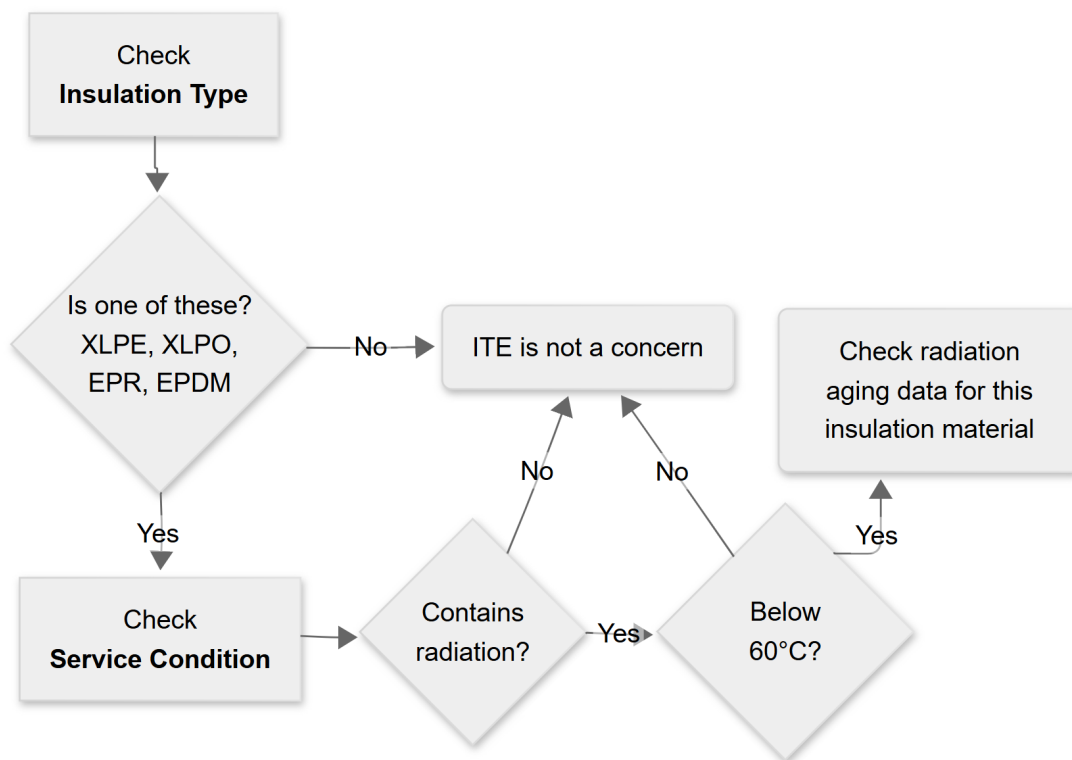 Check
Insulation Type
Is one of these?
XLPE, XLPO,
EPR, EPDM
No
ITE is not a concern
Check radiation
aging data for this
insulation material
Yes
No
No
Yes
Check
Service Condition
Contains
radiation?
Yes
Below
60°C?